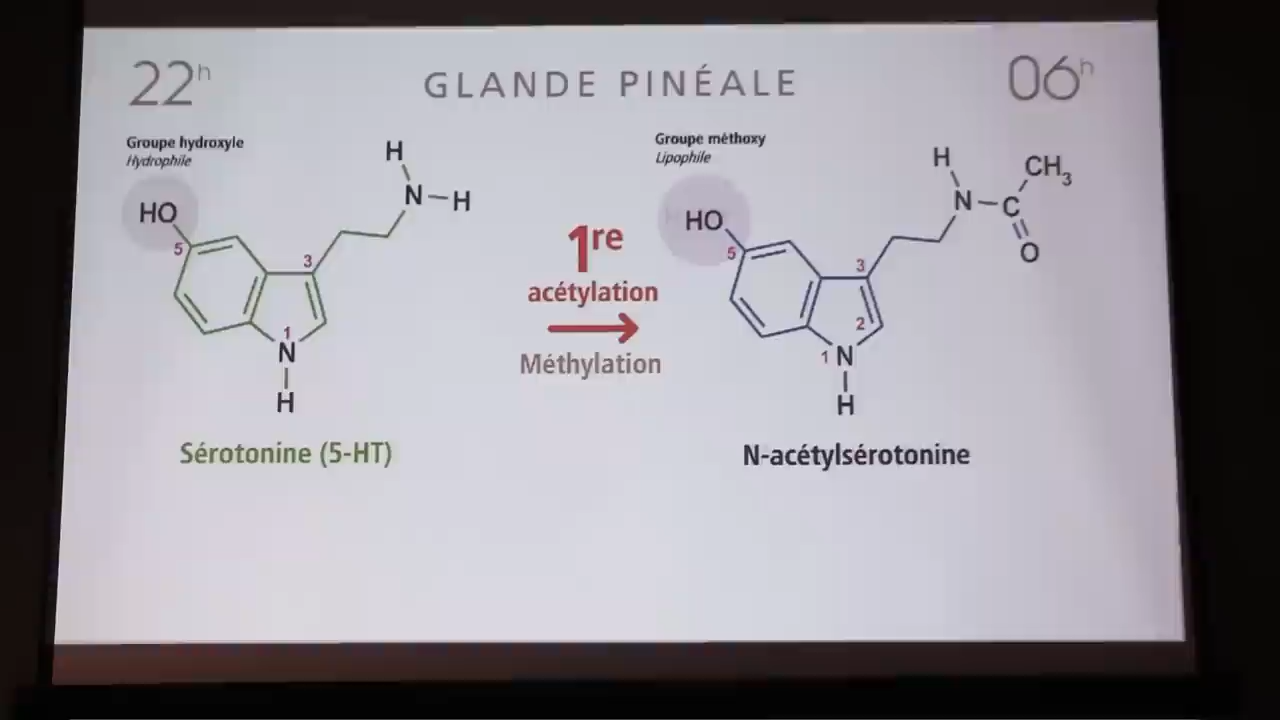 22h
GLANDE PINÉALE
06h
Groupe hydroxyle
Hydrophile
HO
5
3
1
N
H
H
N
H
Sérotonine (5-HT)
1re
acétylation
Méthylation
Groupe méthoxy
Lipophile
HO
5
3
2
1
N
H
H
N
C
CH3
O
N-acétylsérotonine